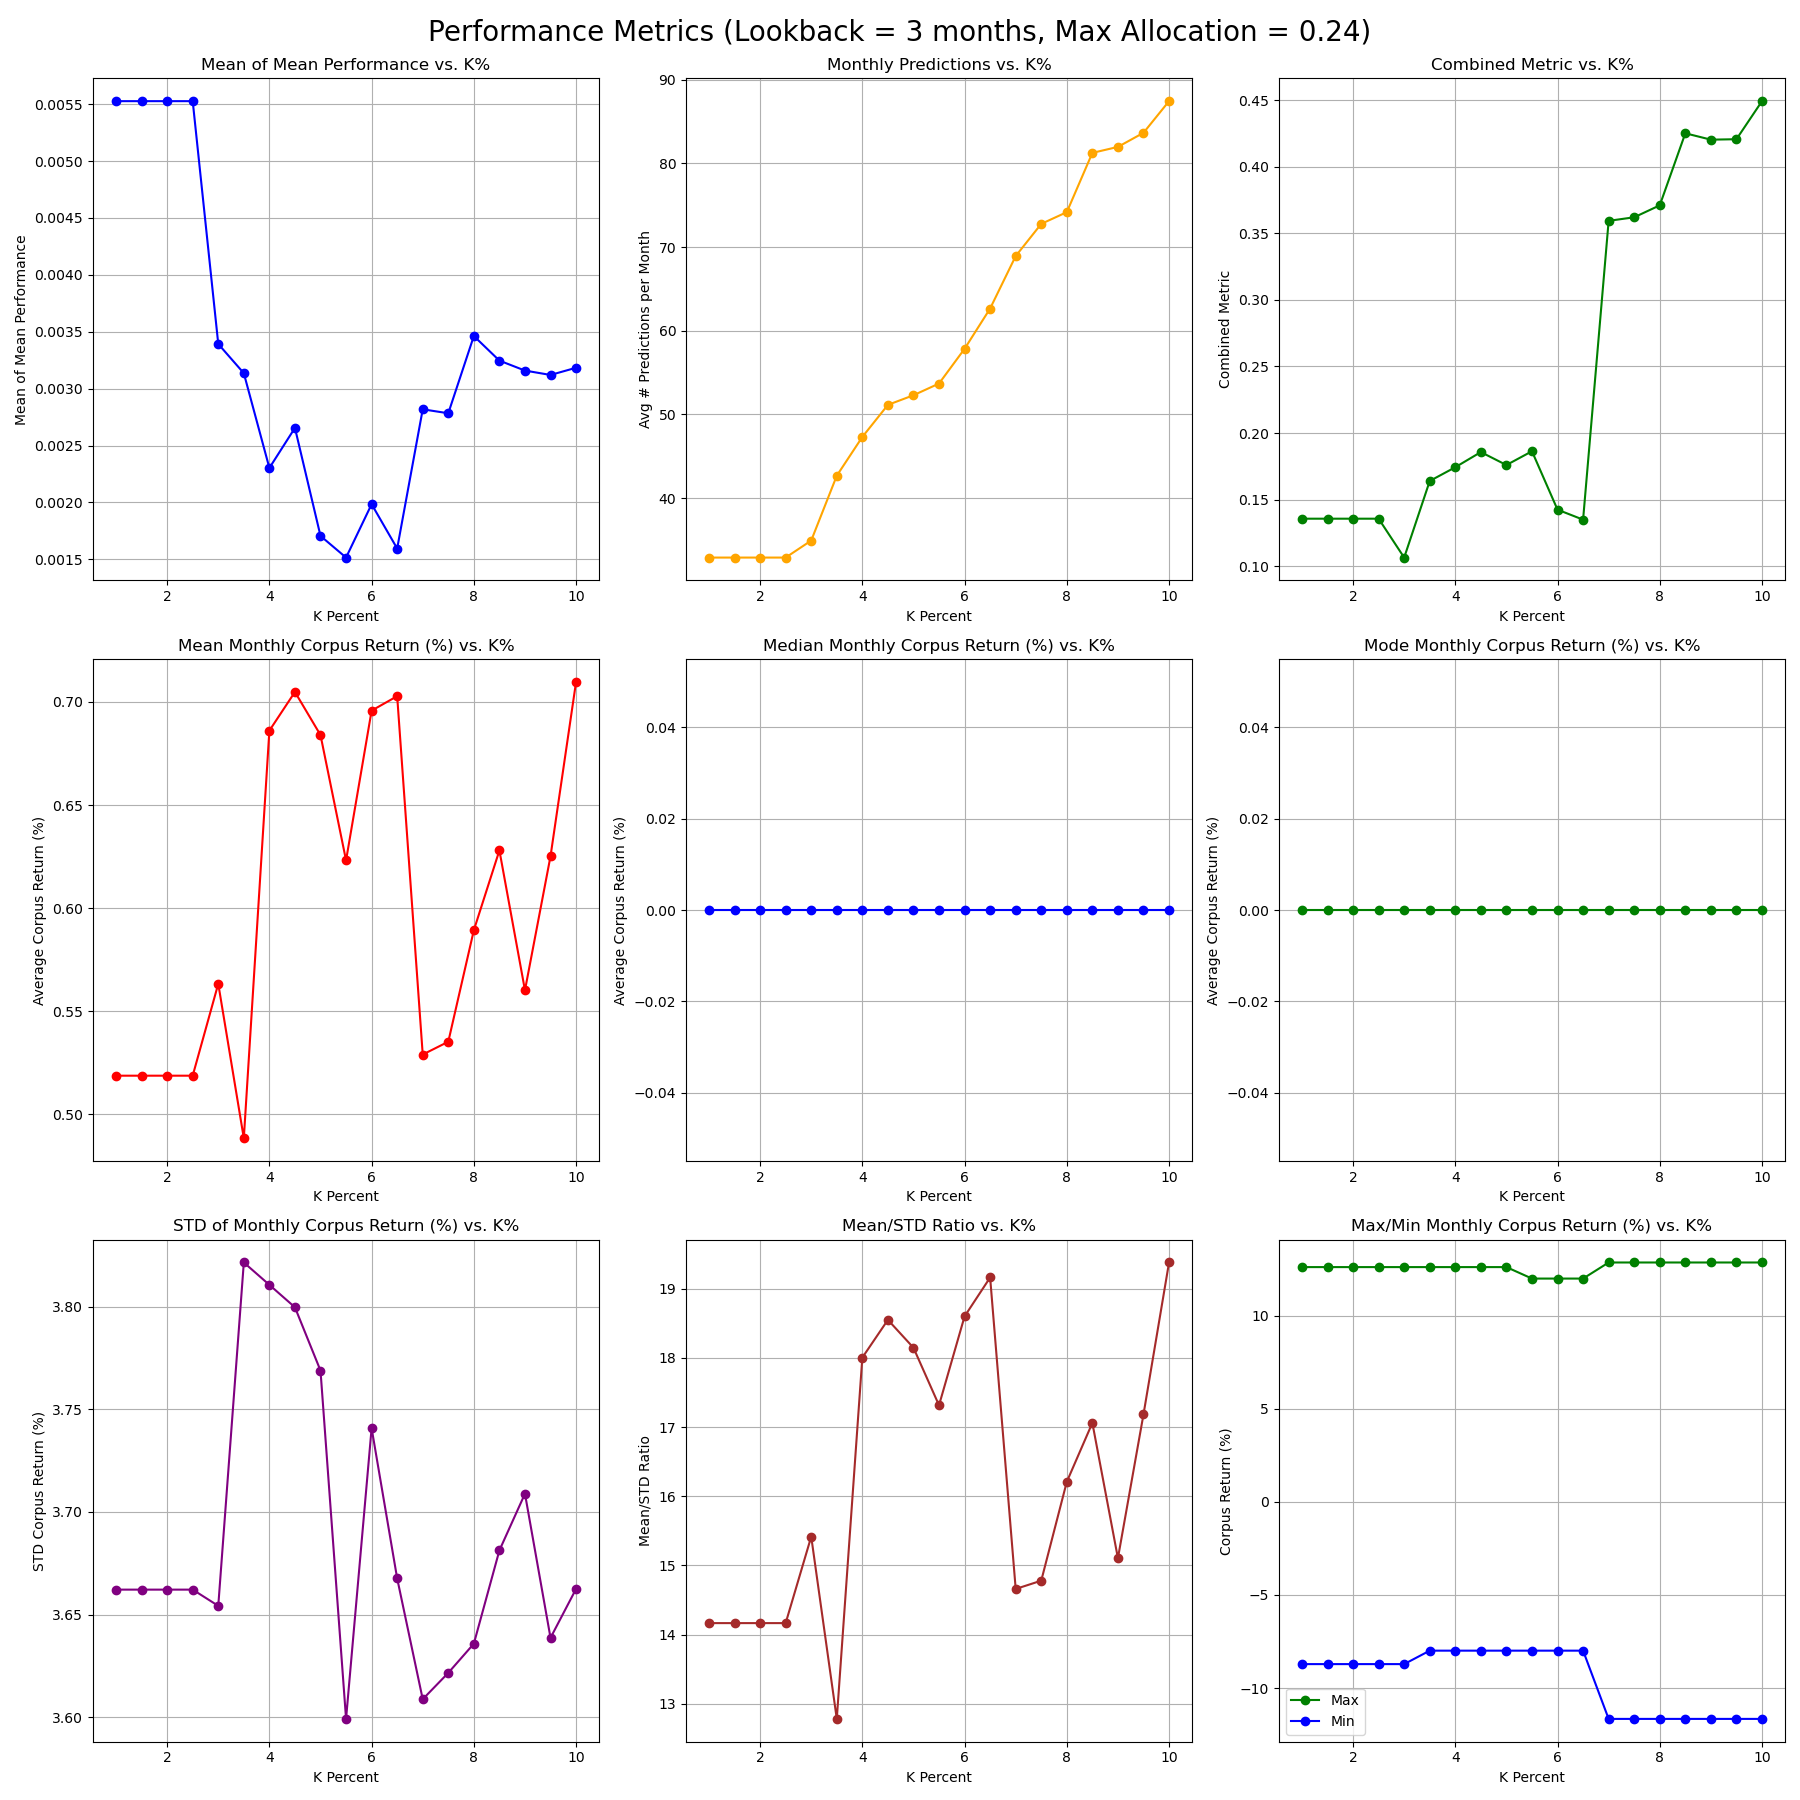 Performance Metrics (Lookback = 3 months, Max Allocation = 0.24)
Mean of Mean Performance vs. K%
Mean of Mean Performance
0.0055
0.0050
0.0045
0.0040
0.0035
0.0030
0.0025
0.0020
0.0015
2 4 6 8 10
K Percent
Monthly Predictions vs. K%
Avg # Predictions per Month
90
80
70
60
50
40
2 4 6 8 10
K Percent
Combined Metric vs. K%
Combined Metric
0.45
0.40
0.35
0.30
0.25
0.20
0.15
0.10
2 4 6 8 10
K Percent
Mean Monthly Corpus Return (%) vs. K%
Average Corpus Return (%)
0.70
0.65
0.60
0.55
0.50
2 4 6 8 10
K Percent
Median Monthly Corpus Return (%) vs. K%
Average Corpus Return (%)
0.04
0.02
0.00
−0.02
−0.04
2 4 6 8 10
K Percent
Mode Monthly Corpus Return (%) vs. K%
Average Corpus Return (%)
0.04
0.02
0.00
−0.02
−0.04
2 4 6 8 10
K Percent
STD of Monthly Corpus Return (%) vs. K%
STD Corpus Return (%)
3.80
3.75
3.70
3.65
3.60
2 4 6 8 10
K Percent
Mean/STD Ratio vs. K%
Mean/STD Ratio
19
18
17
16
15
14
13
2 4 6 8 10
K Percent
Max/Min Monthly Corpus Return (%) vs. K%
Corpus Return (%)
10
5
0
−5
−10
Max
Min
2 4 6 8 10
K Percent